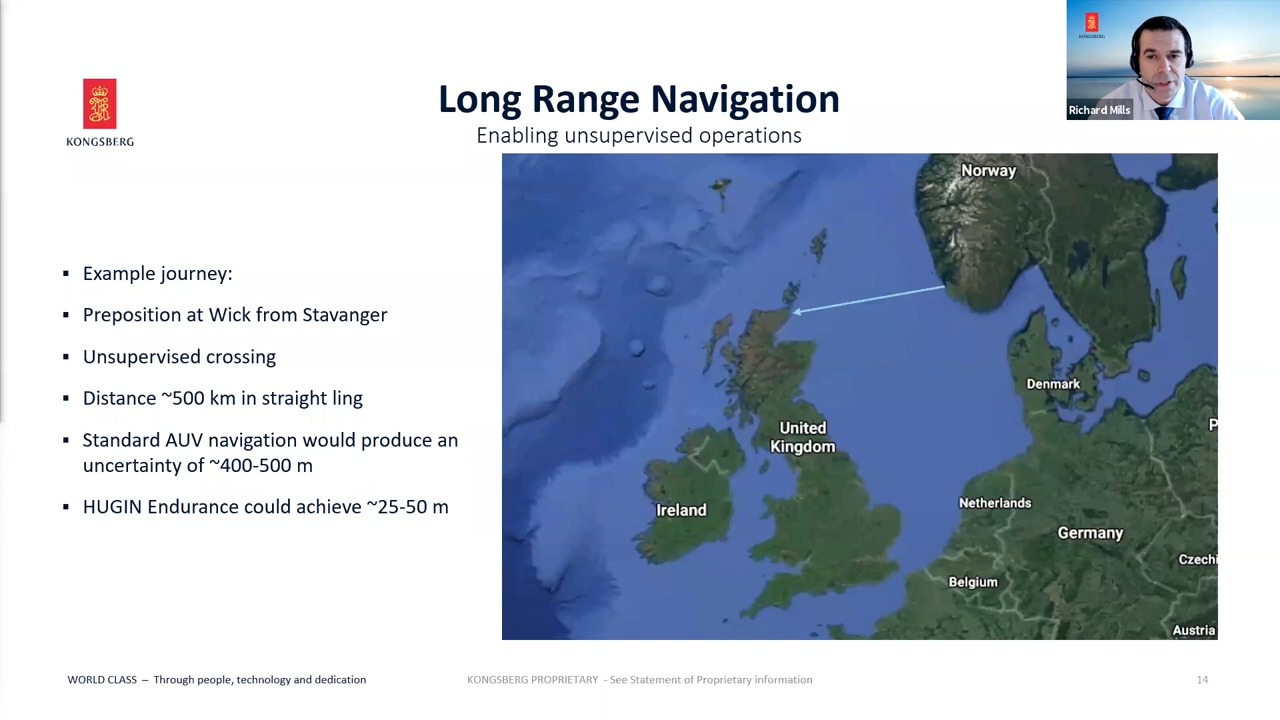 KONGSBERG
Long Range Navigation
Enabling unsupervised operations
KONGSBERG
Richard Mills
▪ Example journey:
▪ Preposition at Wick from Stavanger
▪ Unsupervised crossing
▪ Distance ~500 km in straight ling
▪ Standard AUV navigation would produce an
uncertainty of ~400-500 m
▪ HUGIN Endurance could achieve ~25-50 m
Norway
Denmark
United
Kingdom
P
Netherlands
Ireland
Germany
Czechi
Belgium
Austria
WORLD CLASS – Through people, technology and dedication
KONGSBERG PROPRIETARY - See Statement of Proprietary information
14